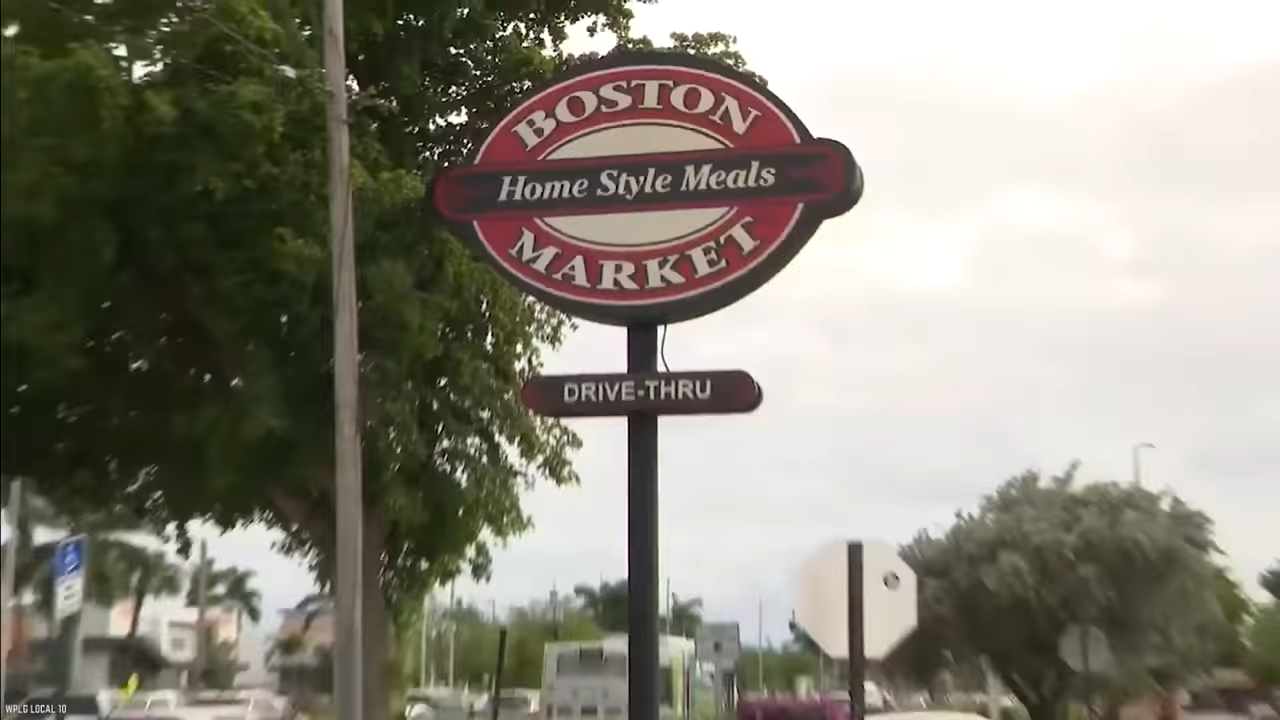 BOSTON
Home Style Meals
MARKET
DRIVE-THRU
WPLG LOCAL 10